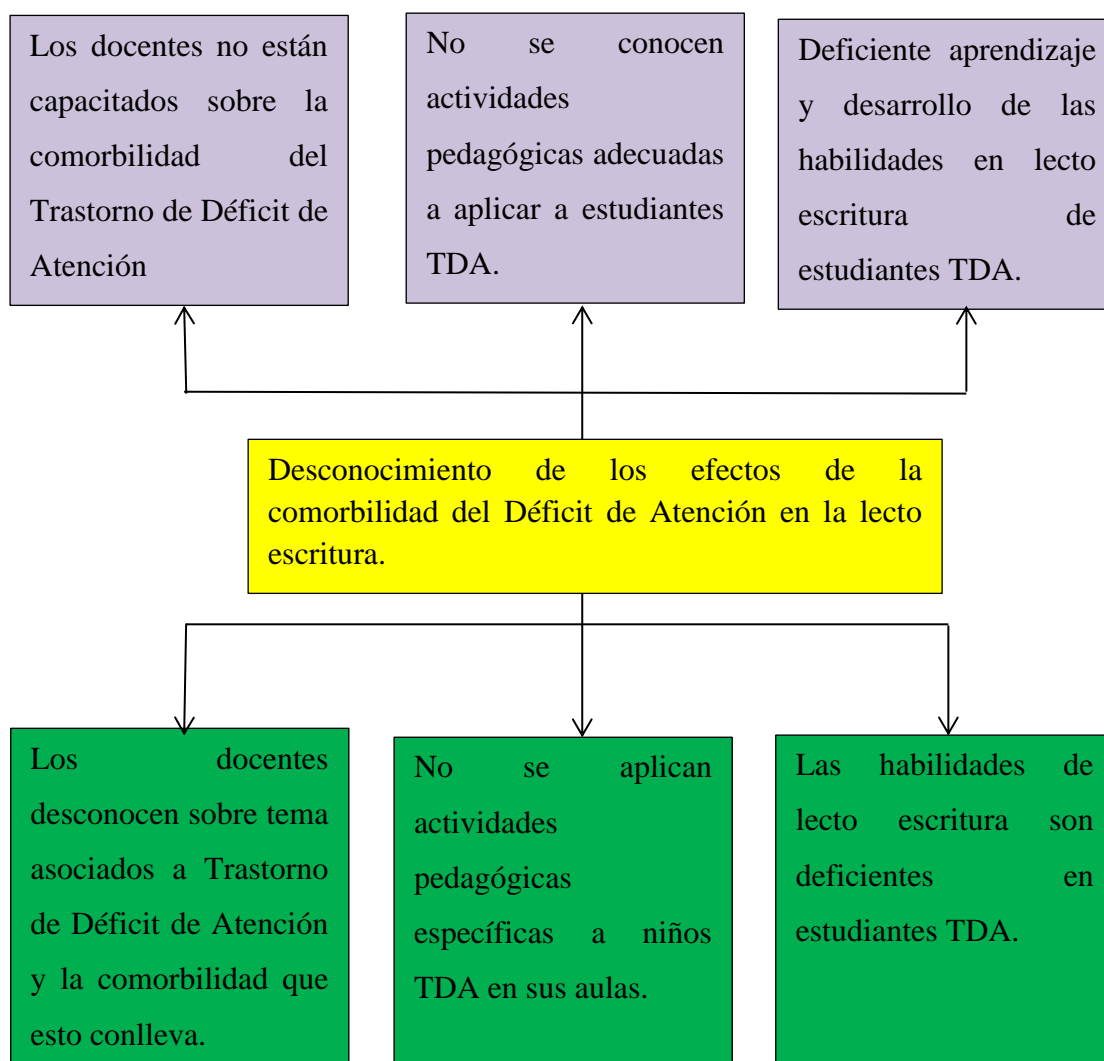 Los docentes no están
capacitados sobre la
comorbilidad del
Trastorno de Déficit de
Atención
No se conocen
actividades
pedagógicas adecuadas
a aplicar a estudiantes
TDA.
Deficiente aprendizaje
y desarrollo de las
habilidades en lecto
escritura de
estudiantes TDA.
Desconocimiento de los efectos de la
comorbilidad del Déficit de Atención en la lecto
escritura.
Los docentes
desconocen sobre tema
asociados a Trastorno
de Déficit de Atención
y la comorbilidad que
esto conlleva.
No se aplican
actividades
pedagógicas
específicas a niños
TDA en sus aulas.
Las habilidades de
lecto escritura son
deficientes en
estudiantes TDA.